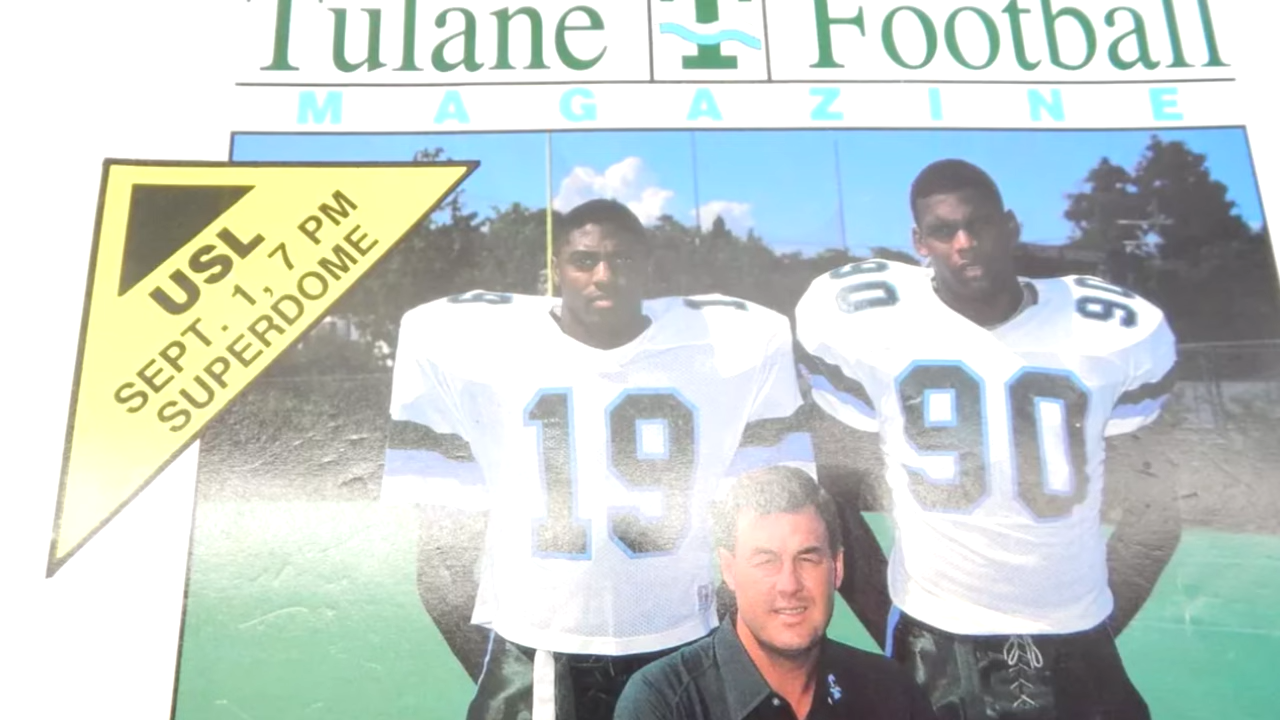 Tulane T Football
MAGAZINE
USL
SEPT. 1, 7 PM
SUPERDOME
19
19
19
90
90
90